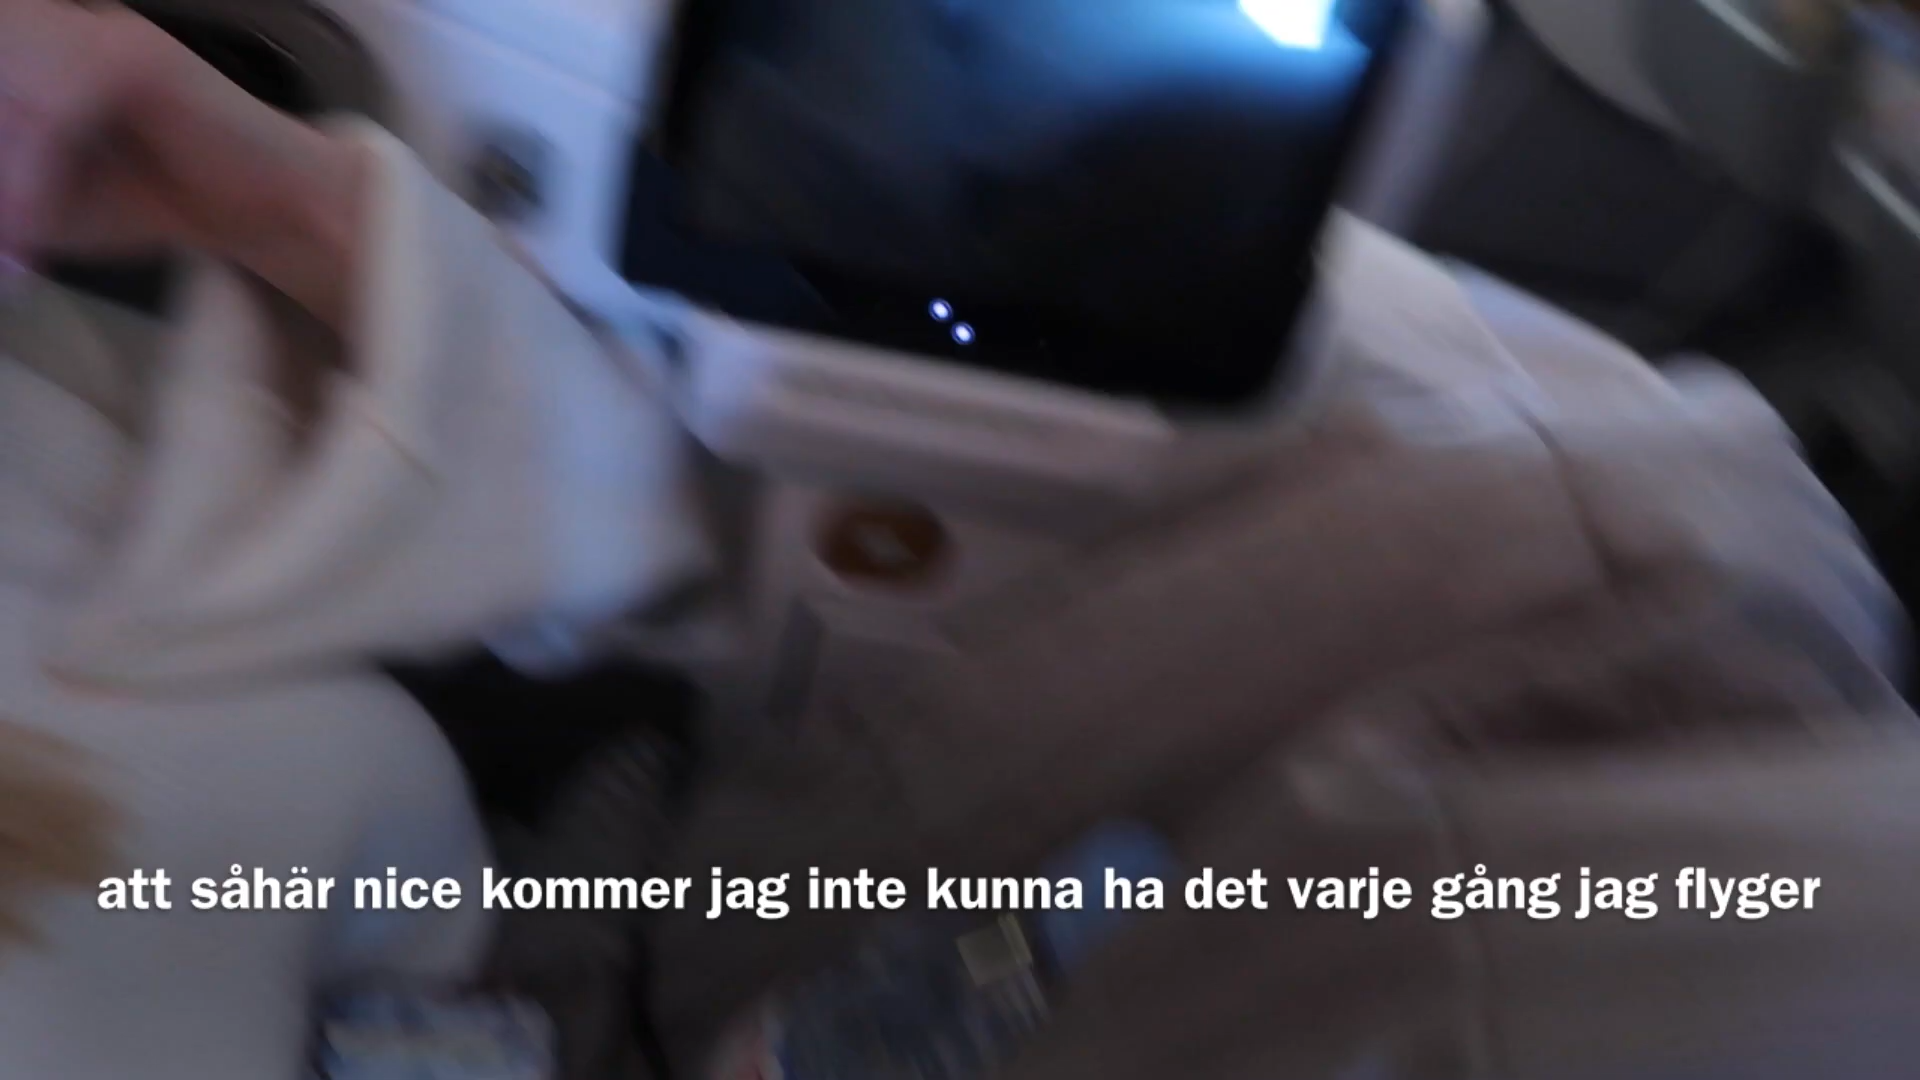 att såhär nice kommer jag inte kunna ha det varje gång jag flyger